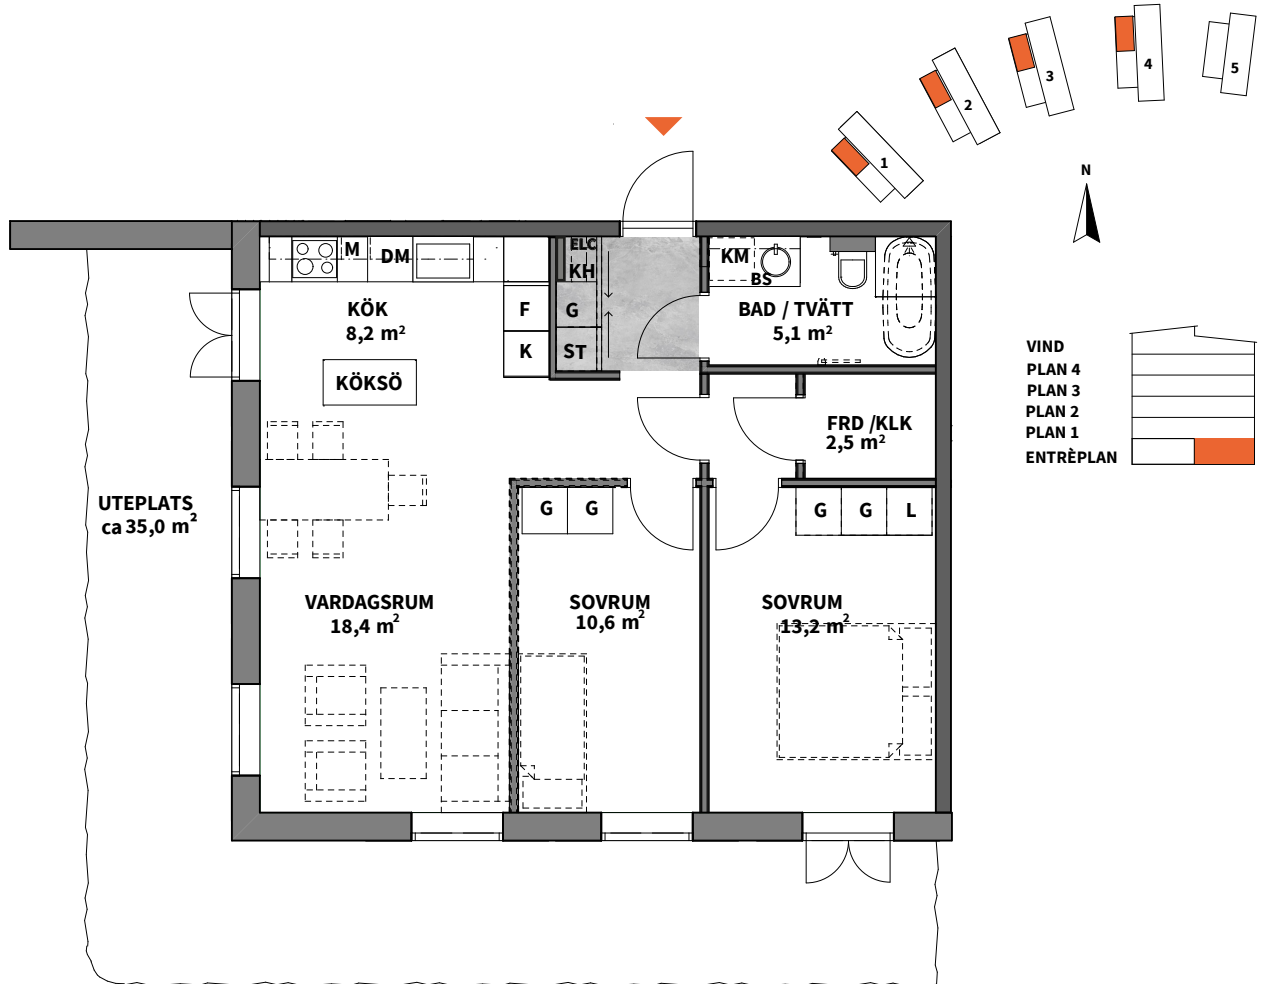 1
2
3
4
5
N
ELC
M
DM
KH
KM
BS
KÖK
8,2 m²
F
G
BAD / TVÄTT
5,1 m²
K
ST
KÖKSÖ
VIND
PLAN 4
PLAN 3
PLAN 2
PLAN 1
ENTRÈPLAN
FRD /KLK
2,5 m²
UTEPLATS
ca 35,0 m²
G G
G G L
VARDAGSRUM
18,4 m²
SOVRUM
10,6 m²
SOVRUM
13,2 m²